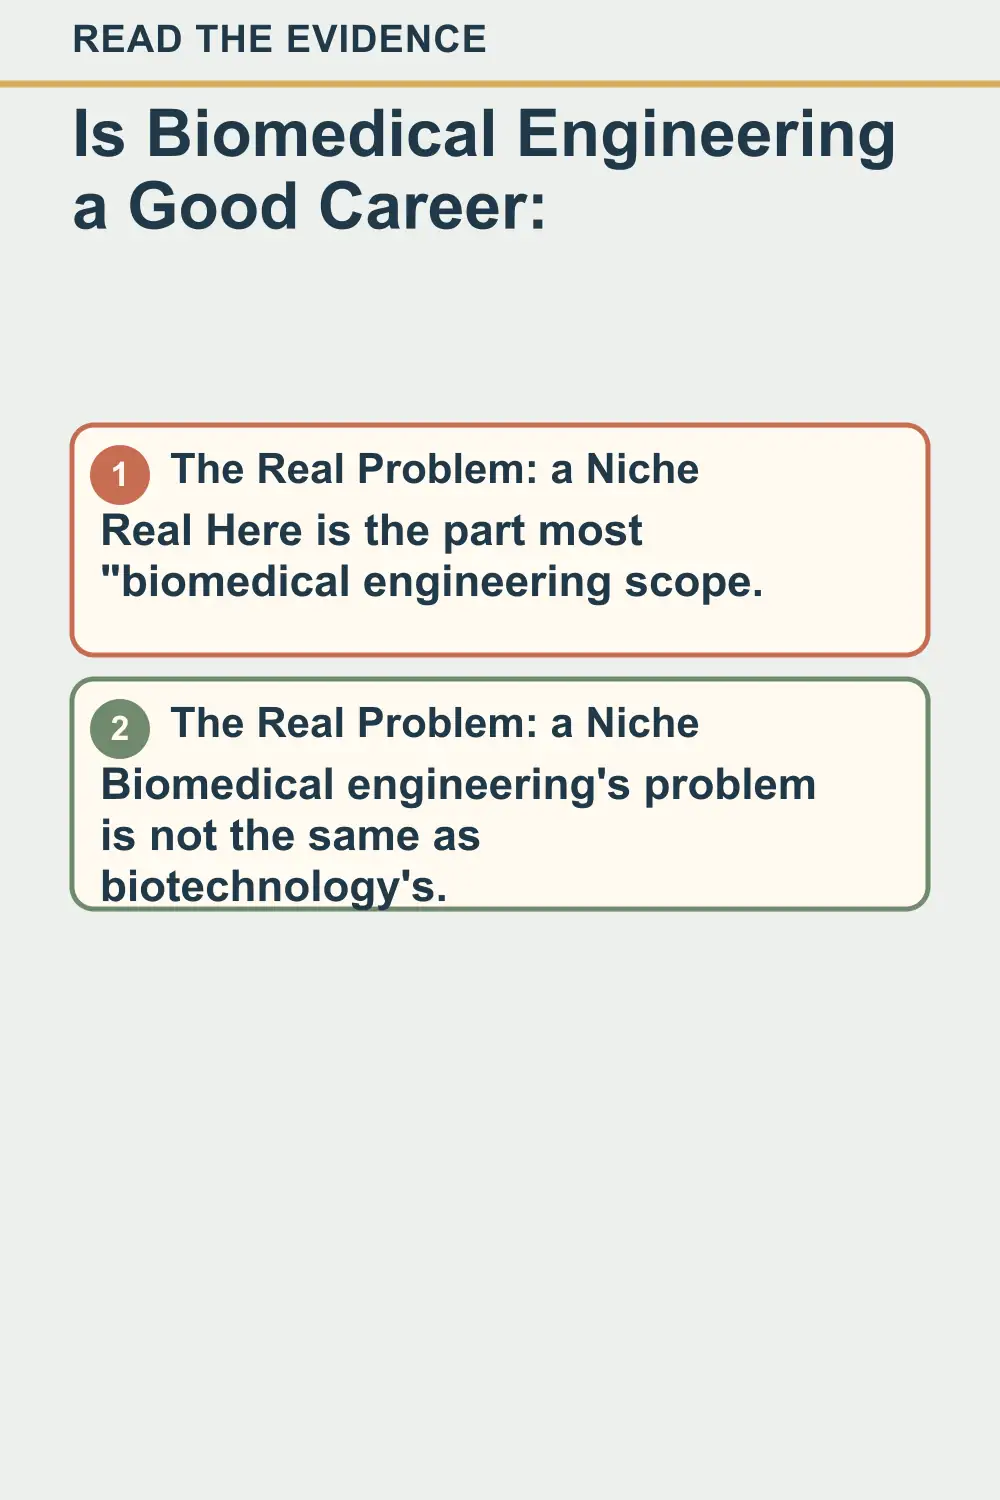 READ THE EVIDENCE
Is Biomedical Engineering
a Good Career:
1 The Real Problem: a Niche
Real Here is the part most
"biomedical engineering scope.
2 The Real Problem: a Niche
Biomedical engineering's problem
is not the same as
biotechnology's.